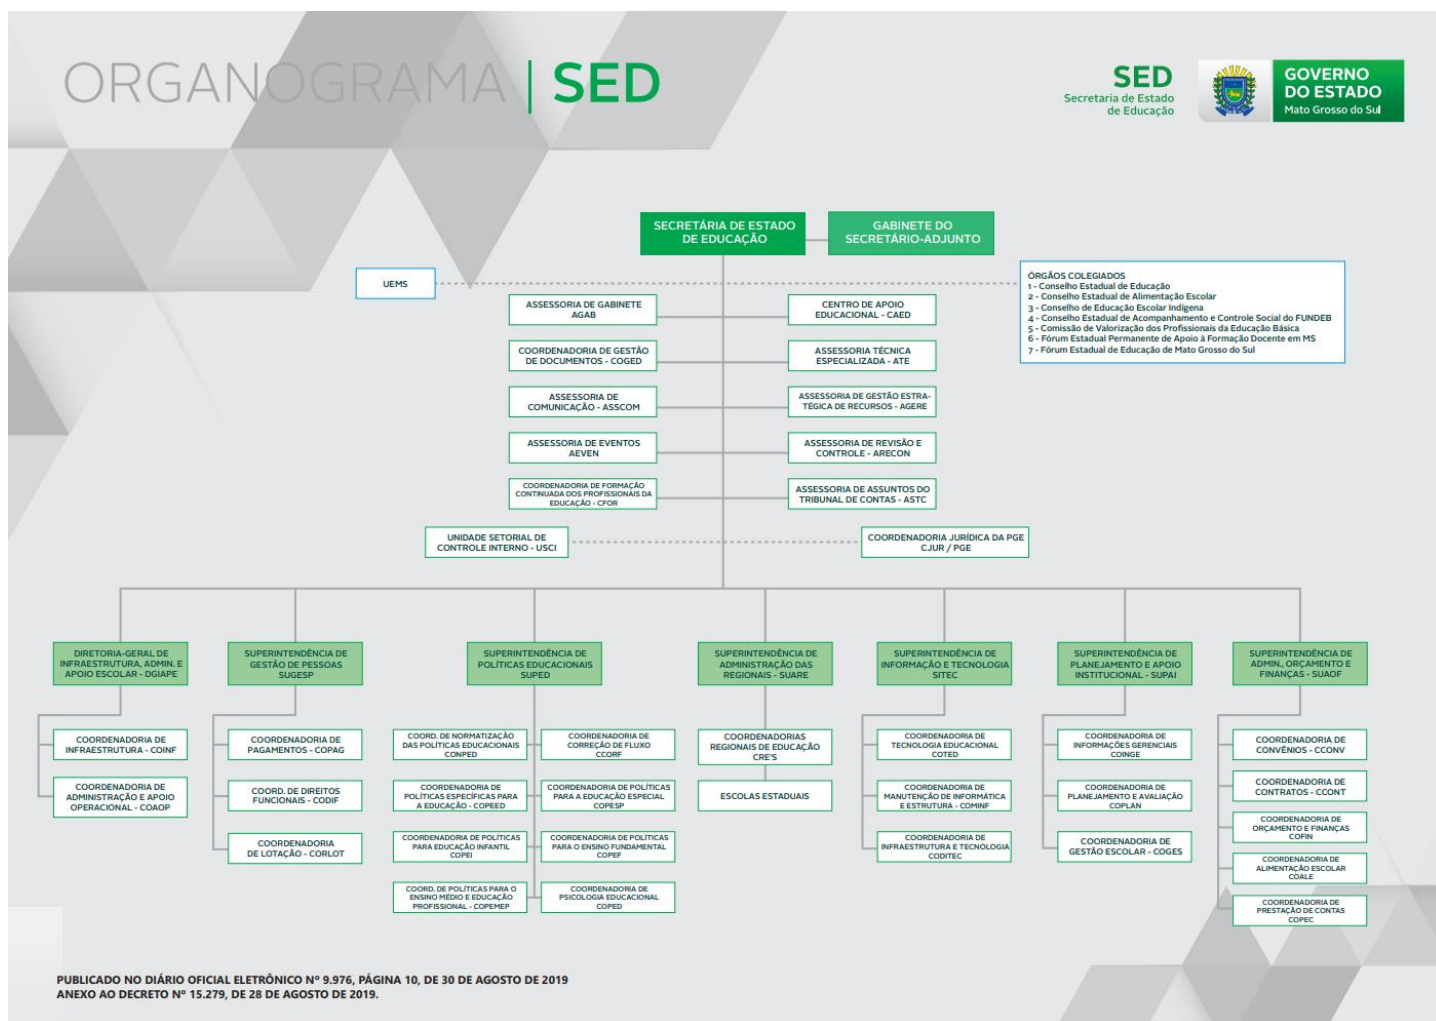 ORGANOGRAMA | SED
SED
Secretaria de Estado
de Educação
GOVERNO
DO ESTADO
Mato Grosso do Sul
SECRETÁRIA DE ESTADO
DE EDUCAÇÃO
GABINETE DO
SECRETÁRIO-ADJUNTO
UEMS
ÓRGÃOS COLEGIADOS
1 - Conselho Estadual de Educação
2 - Conselho Estadual de Alimentação Escolar
3 - Conselho de Educação Escolar Indígena
4 - Conselho Estadual de Acompanhamento e Controle Social do FUNDEB
5 - Comissão de Valorização dos Profissionais da Educação Básica
6 - Fórum Estadual Permanente de Apoio à Formação Docente em MS
7 - Fórum Estadual de Educação de Mato Grosso do Sul
ASSESSORIA DE GABINETE
AGAB
CENTRO DE APOIO
EDUCACIONAL - CAED
COORDENADORIA DE GESTÃO
DE DOCUMENTOS - COGED
ASSESSORIA TÉCNICA
ESPECIALIZADA - ATE
ASSESSORIA DE
COMUNICAÇÃO - ASSCOM
ASSESSORIA DE GESTÃO ESTRA-
TÉGICA DE RECURSOS - AGERE
ASSESSORIA DE EVENTOS
AEVEN
ASSESSORIA DE REVISÃO E
CONTROLE - ARECON
COORDENADORIA DE FORMAÇÃO
CONTINUADA DOS PROFISSIONAIS DA
EDUCAÇÃO - CFOR
ASSESSORIA DE ASSUNTOS DO
TRIBUNAL DE CONTAS - ASTC
UNIDADE SETORIAL DE
CONTROLE INTERNO - USCI
COORDENADORIA JURÍDICA DA PGE
CJUR / PGE
DIRETORIA-GERAL DE
INFRAESTRUTURA, ADMIN. E
APOIO ESCOLAR - DGIAPE
SUPERINTENDÊNCIA DE
GESTÃO DE PESSOAS
SUGESP
SUPERINTENDÊNCIA DE
POLÍTICAS EDUCACIONAIS
SUPED
SUPERINTENDÊNCIA DE
ADMINISTRAÇÃO DAS
REGIONAIS - SUARE
SUPERINTENDÊNCIA DE
INFORMAÇÃO E TECNOLOGIA
SITEC
SUPERINTENDÊNCIA DE
PLANEJAMENTO E APOIO
INSTITUCIONAL - SUPAI
SUPERINTENDÊNCIA DE
ADMIN., ORÇAMENTO E
FINANÇAS - SUAOF
COORDENADORIA DE
INFRAESTRUTURA - COINF
COORDENADORIA DE
ADMINISTRAÇÃO E APOIO
OPERACIONAL - COAOP
COORDENADORIA DE
PAGAMENTOS - COPAG
COORD. DE DIREITOS
FUNCIONAIS - CODIF
COORDENADORIA
DE LOTAÇÃO - CORLOT
COORD. DE NORMATIZAÇÃO
DAS POLÍTICAS EDUCACIONAIS
CONPED
COORDENADORIA DE
CORREÇÃO DE FLUXO
CCORF
COORDENADORIA DE
POLÍTICAS ESPECÍFICAS PARA
A EDUCAÇÃO - COPEED
COORDENADORIA DE POLÍTICAS
PARA A EDUCAÇÃO ESPECIAL
COPESP
COORDENADORIA DE POLÍTICAS
PARA EDUCAÇÃO INFANTIL
COPEI
COORDENADORIA DE POLÍTICAS
PARA O ENSINO FUNDAMENTAL
COPEF
COORD. DE POLÍTICAS PARA O
ENSINO MÉDIO E EDUCAÇÃO
PROFISSIONAL - COPEMEP
COORDENADORIA DE
PSICOLOGIA EDUCACIONAL
COPED
COORDENADORIAS
REGIONAIS DE EDUCAÇÃO
CRE'S
ESCOLAS ESTADUAIS
COORDENADORIA DE
TECNOLOGIA EDUCACIONAL
COTED
COORDENADORIA DE
MANUTENÇÃO DE INFORMÁTICA
E ESTRUTURA - COMINF
COORDENADORIA DE
INFRAESTRUTURA E TECNOLOGIA
CODITEC
COORDENADORIA DE
INFORMAÇÕES GERENCIAIS
COINGE
COORDENADORIA DE
PLANEJAMENTO E AVALIAÇÃO
COPLAN
COORDENADORIA DE
GESTÃO ESCOLAR - COGES
COORDENADORIA DE
CONVÊNIOS - CCONV
COORDENADORIA DE
CONTRATOS - CCONT
COORDENADORIA DE
ORÇAMENTO E FINANÇAS
COFIN
COORDENADORIA DE
ALIMENTAÇÃO ESCOLAR
COALE
COORDENADORIA DE
PRESTAÇÃO DE CONTAS
COPEC
PUBLICADO NO DIÁRIO OFICIAL ELETRÔNICO Nº 9.976, PÁGINA 10, DE 30 DE AGOSTO DE 2019
ANEXO AO DECRETO Nº 15.279, DE 28 DE AGOSTO DE 2019.